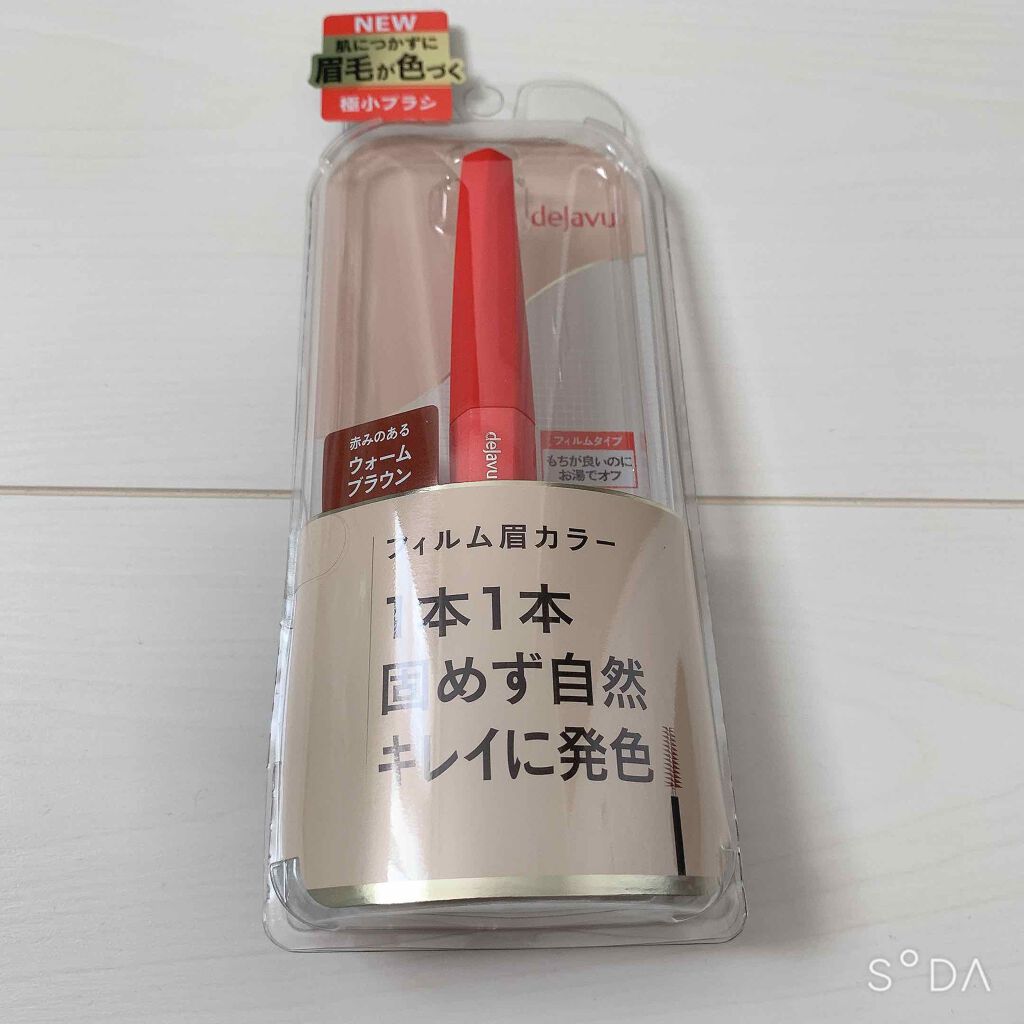 NEW
肌につかずに
眉毛が色づく
極小ブラシ
dejavu
赤みのある
ウォーム
ブラウン
dejavu
フィルムタイプ
もちが良いのに
お湯でオフ
フィルム眉カラー
1本1本
固めず自然
キレイに発色
SODA